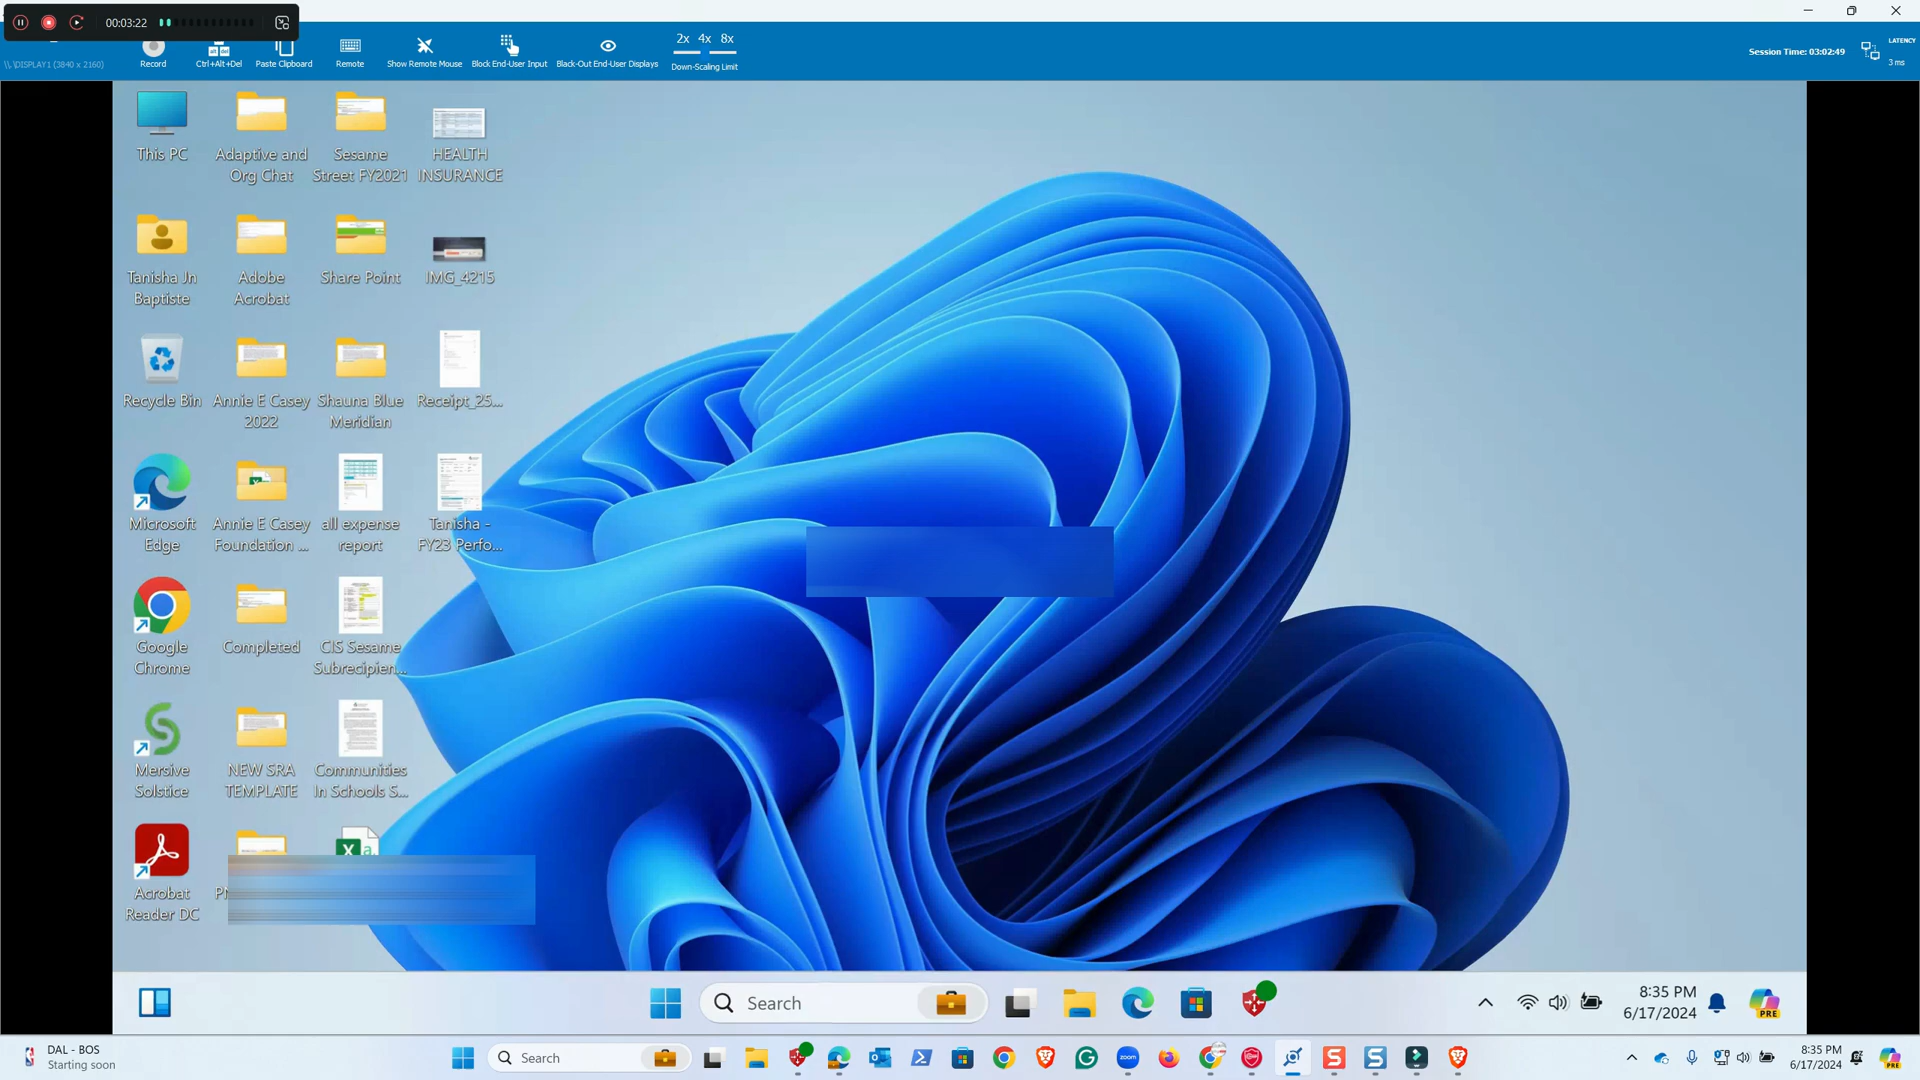 00:03:22
\\.\DISPLAY1 (3840 x 2160)
Record
Ctrl+Alt+Del
Paste Clipboard
Remote
Show Remote Mouse
Block End-User Input
Black-Out End-User Displays
2x 4x 8x
Down-Scaling Limit
Session Time: 03:02:49
LATENCY
3 ms
This PC
Adaptive and
Org Chat
Sesame
Street FY2021
HEALTH
INSURANCE
Tanisha Jn
Baptiste
Adobe
Acrobat
Share Point
IMG_4215
Recycle Bin
Annie E Casey
2022
Shauna Blue
Meridian
Receipt_25...
Microsoft
Edge
Annie E Casey
Foundation ...
all expense
report
Tanisha -
FY23 Perfo...
Google
Chrome
Completed
CIS Sesame
Subrecipien...
Mersive
Solstice
NEW SRA
TEMPLATE
Communities
In Schools S...
Acrobat
Reader DC
Search
8:35 PM
6/17/2024
PRE
DAL - BOS
Starting soon
Search
zoom
8:35 PM
6/17/2024
PRE